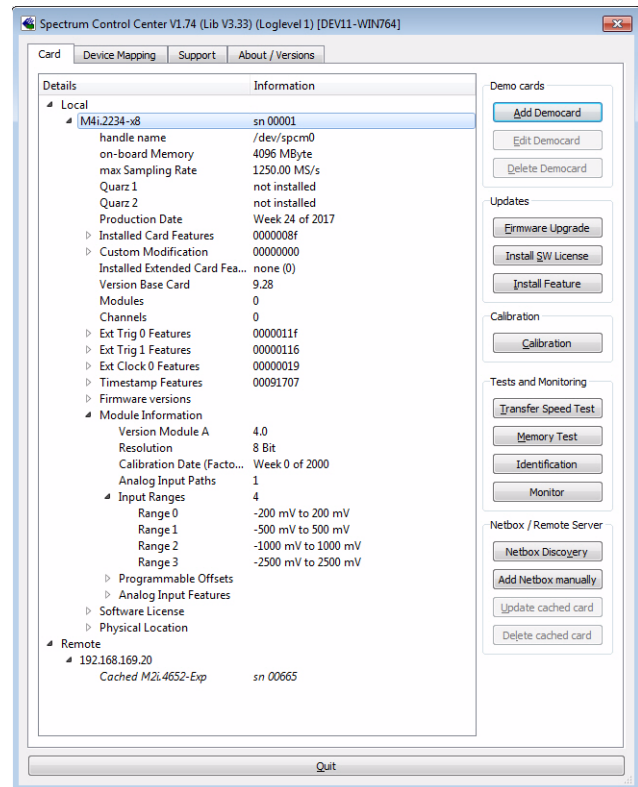 Spectrum Control Center V1.74 (Lib V3.33) (Loglevel 1) [DEV11-WIN764]
Card Device Mapping Support About / Versions
Details Information
Local
M4i.2234-x8 sn 00001
handle name /dev/spcm0
on-board Memory 4096 MByte
max Sampling Rate 1250.00 MS/s
Quarz 1 not installed
Quarz 2 not installed
Production Date Week 24 of 2017
Installed Card Features 0000008f
Custom Modification 00000000
Installed Extended Card Fea... none (0)
Version Base Card 9.28
Modules 0
Channels 0
Ext Trig 0 Features 0000011f
Ext Trig 1 Features 00000116
Ext Clock 0 Features 00000019
Timestamp Features 00091707
Firmware versions
Module Information
Version Module A 4.0
Resolution 8 Bit
Calibration Date (Facto... Week 0 of 2000
Analog Input Paths 1
Input Ranges 4
Range 0 -200 mV to 200 mV
Range 1 -500 mV to 500 mV
Range 2 -1000 mV to 1000 mV
Range 3 -2500 mV to 2500 mV
Programmable Offsets
Analog Input Features
Software License
Physical Location
Remote
192.168.169.20
Cached M2i.4652-Exp sn 00665
Demo cards
Add Democard
Edit Democard
Delete Democard
Updates
Firmware Upgrade
Install SW License
Install Feature
Calibration
Calibration
Tests and Monitoring
Transfer Speed Test
Memory Test
Identification
Monitor
Netbox / Remote Server
Netbox Discovery
Add Netbox manually
Update cached card
Delete cached card
Quit